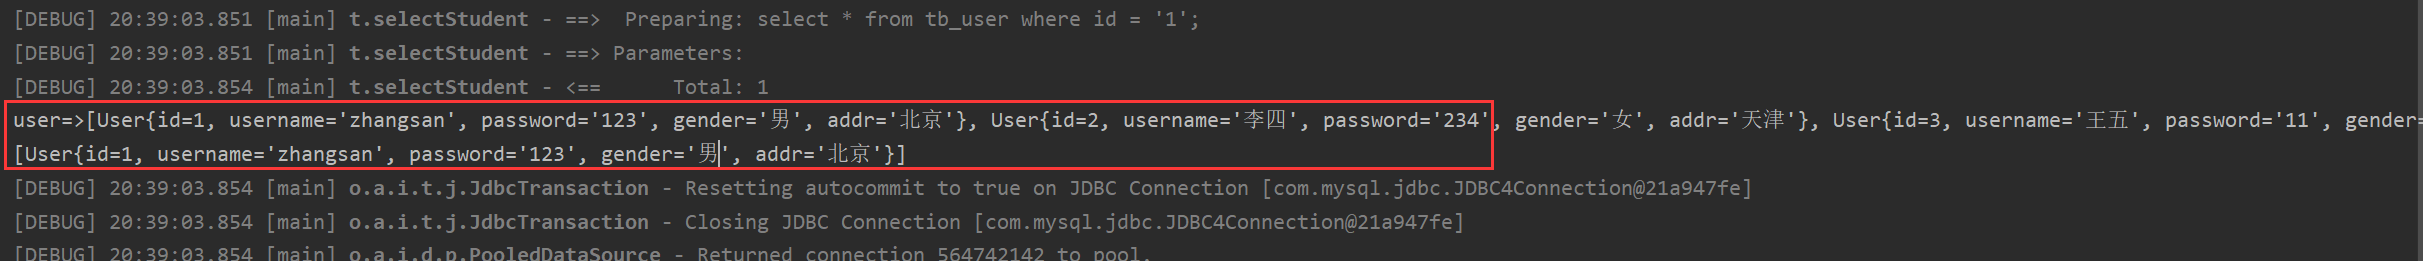 [DEBUG] 20:39:03.851 [main] t.selectStudent - ==>  Preparing: select * from tb_user where id = '1';
[DEBUG] 20:39:03.851 [main] t.selectStudent - ==> Parameters:
[DEBUG] 20:39:03.854 [main] t.selectStudent - <==      Total: 1
user=>[User{id=1, username='zhangsan', password='123', gender='男', addr='北京'}, User{id=2, username='李四', password='234', gender='女', addr='天津'}, User{id=3, username='王五', password='11', gender=
[User{id=1, username='zhangsan', password='123', gender='男', addr='北京'}]
[DEBUG] 20:39:03.854 [main] o.a.i.t.j.JdbcTransaction - Resetting autocommit to true on JDBC Connection [com.mysql.jdbc.JDBC4Connection@21a947fe]
[DEBUG] 20:39:03.854 [main] o.a.i.t.j.JdbcTransaction - Closing JDBC Connection [com.mysql.jdbc.JDBC4Connection@21a947fe]
[DEBUG] 20:39:03.854 [main] o.a.i.d.p.PooledDataSource - Returned connection 564742142 to pool.